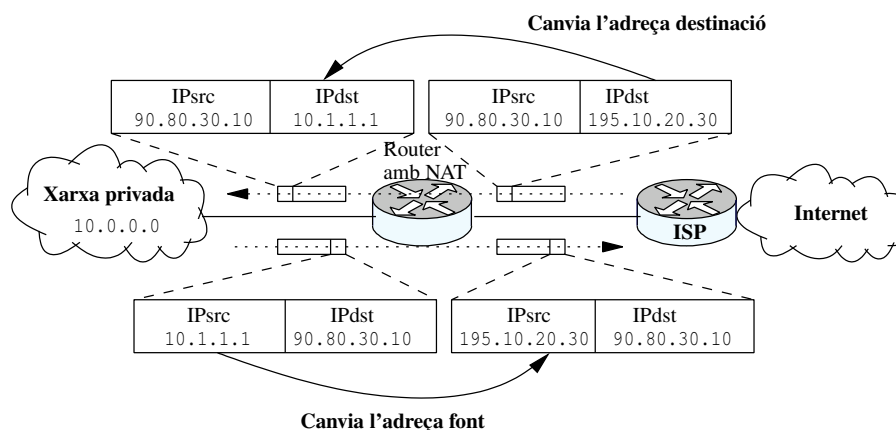 Canvia l'adreça destinació
IPsrc
90.80.30.10
IPdst
10.1.1.1
IPsrc
90.80.30.10
IPdst
195.10.20.30
Router
amb NAT
Xarxa privada
10.0.0.0
ISP
Internet
IPsrc
10.1.1.1
IPdst
90.80.30.10
IPsrc
195.10.20.30
IPdst
90.80.30.10
Canvia l'adreça font